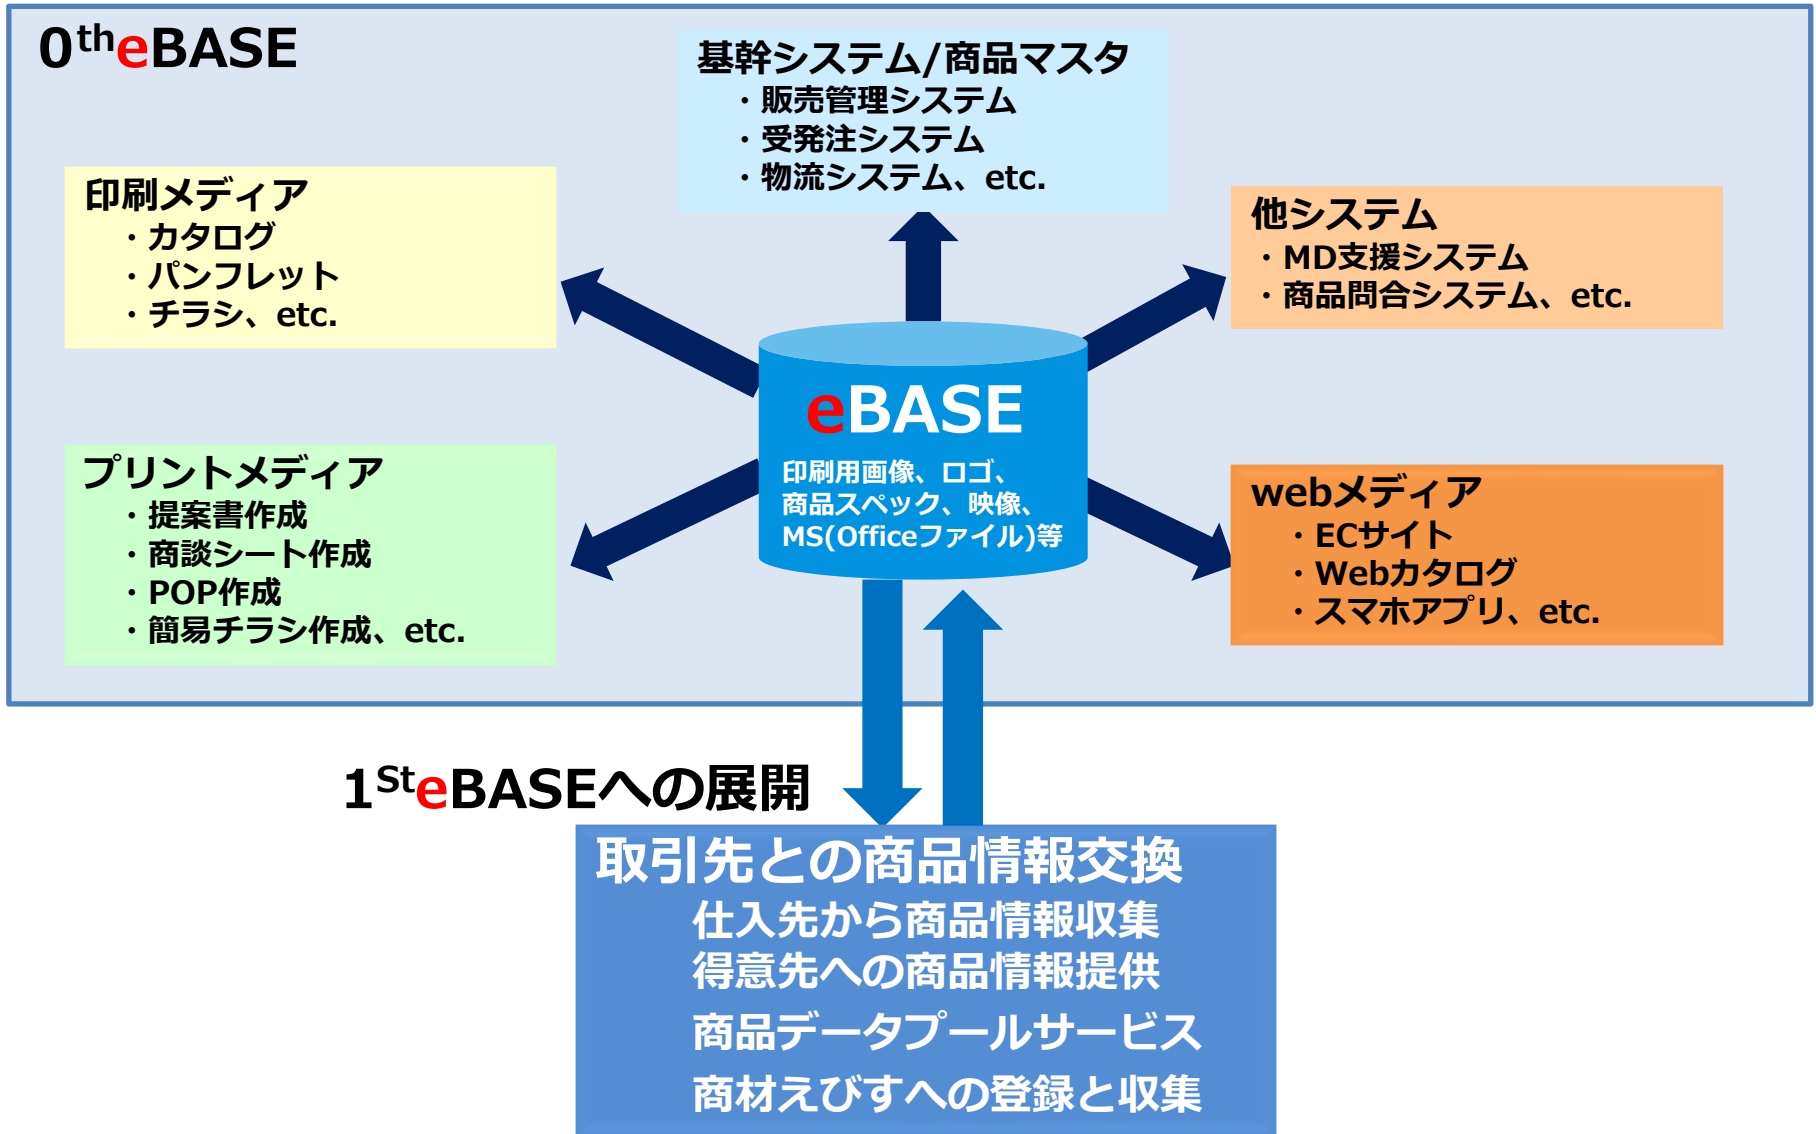 0theBASE
基幹システム/商品マスタ
・販売管理システム
・受発注システム
・物流システム、etc.
印刷メディア
・カタログ
・パンフレット
・チラシ、etc.
他システム
・MD支援システム
・商品問合システム、etc.
eBASE
印刷用画像、ロゴ、
商品スペック、映像、
MS(Officeファイル)等
プリントメディア
・提案書作成
・商談シート作成
・POP作成
・簡易チラシ作成、etc.
webメディア
・ECサイト
・Webカタログ
・スマホアプリ、etc.
1SteBASEへの展開
取引先との商品情報交換
仕入先から商品情報収集
得意先への商品情報提供
商品データプールサービス
商材えびすへの登録と収集